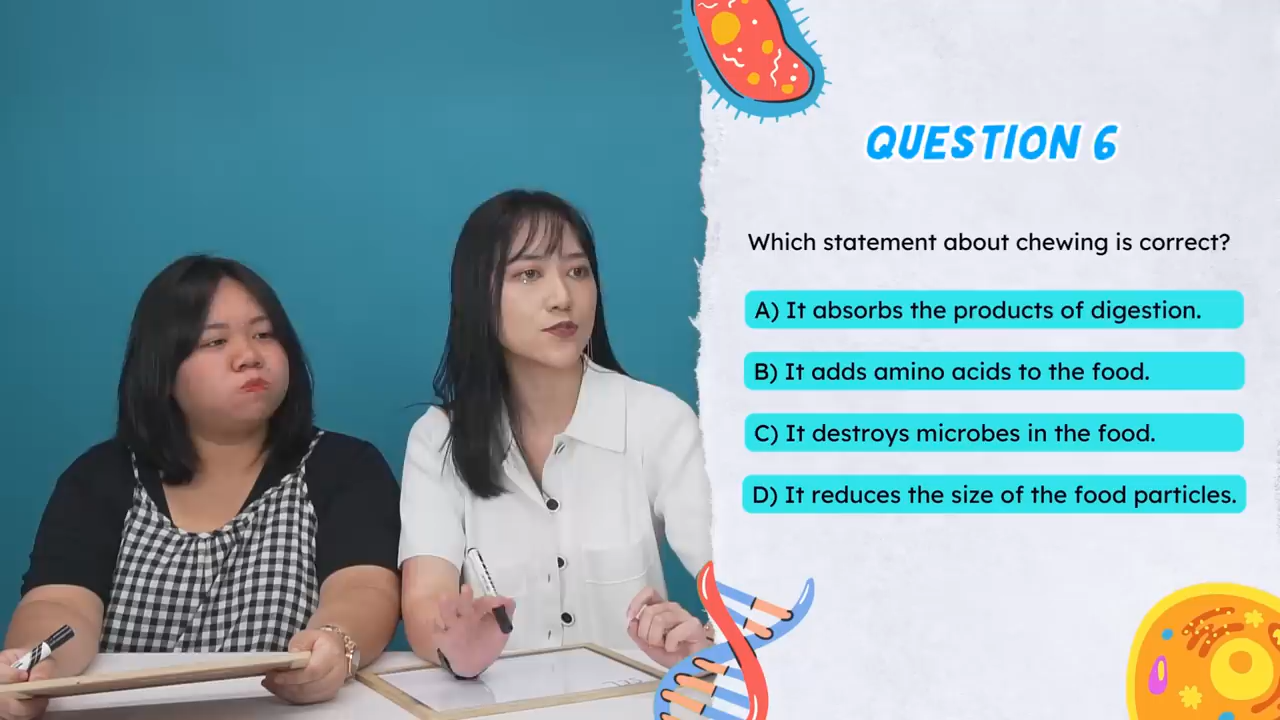 QUESTION 6
Which statement about chewing is correct?
A) It absorbs the products of digestion.
B) It adds amino acids to the food.
C) It destroys microbes in the food.
D) It reduces the size of the food particles.